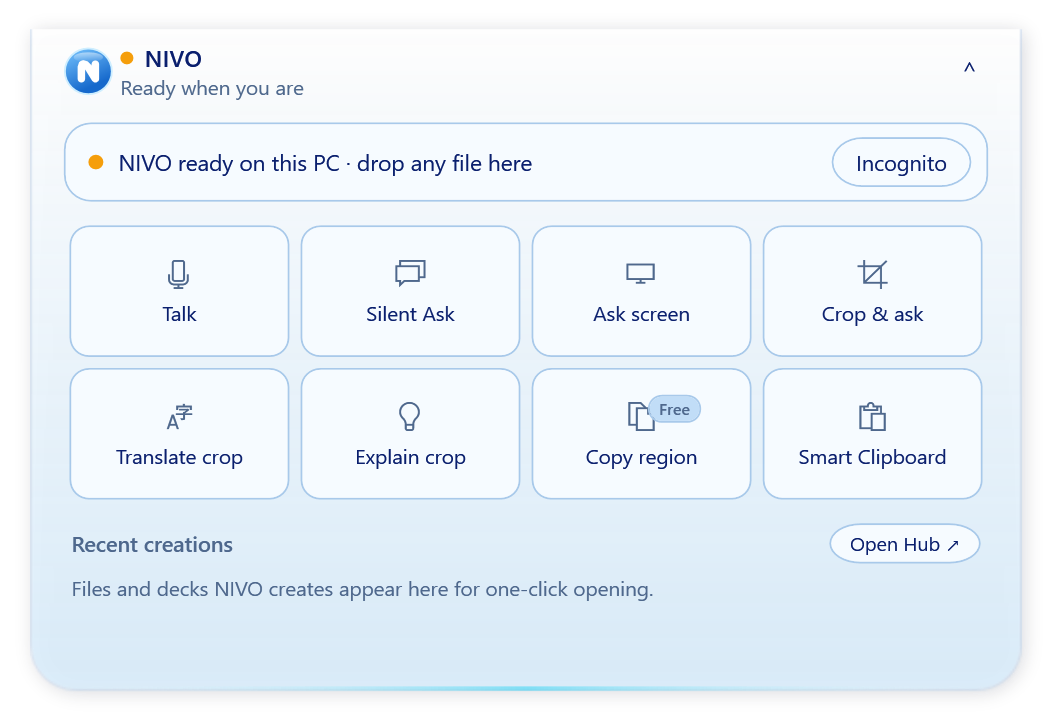 N
NIVO
^
Ready when you are
NIVO ready on this PC · drop any file here
Incognito
Talk
Silent Ask
Ask screen
Crop & ask
A字
Translate crop
Explain crop
Free
Copy region
Smart Clipboard
Recent creations
Open Hub ↗
Files and decks NIVO creates appear here for one-click opening.